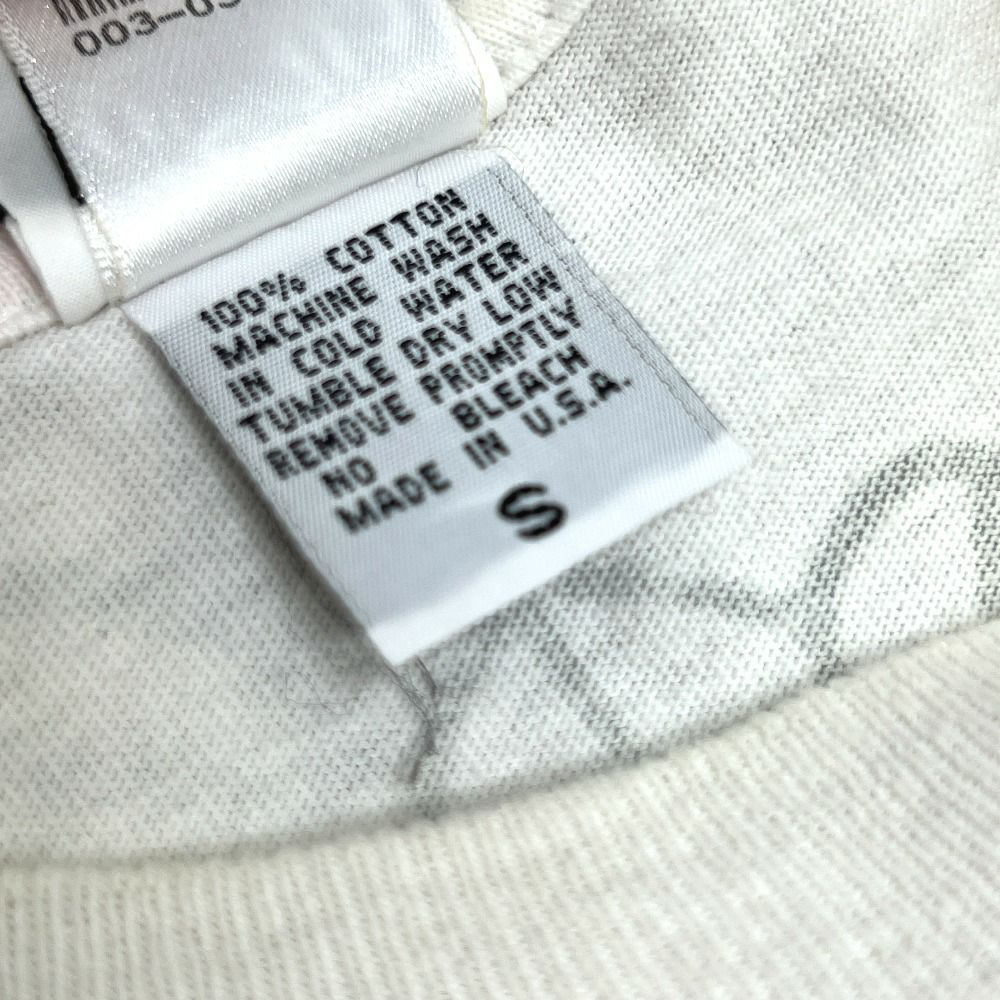 003-05
100% COTTON
MACHINE WASH
IN COLD WATER
TUMBLE DRY LOW
REMOVE PROMPTLY
NO BLEACH
MADE IN U.S.A.
S